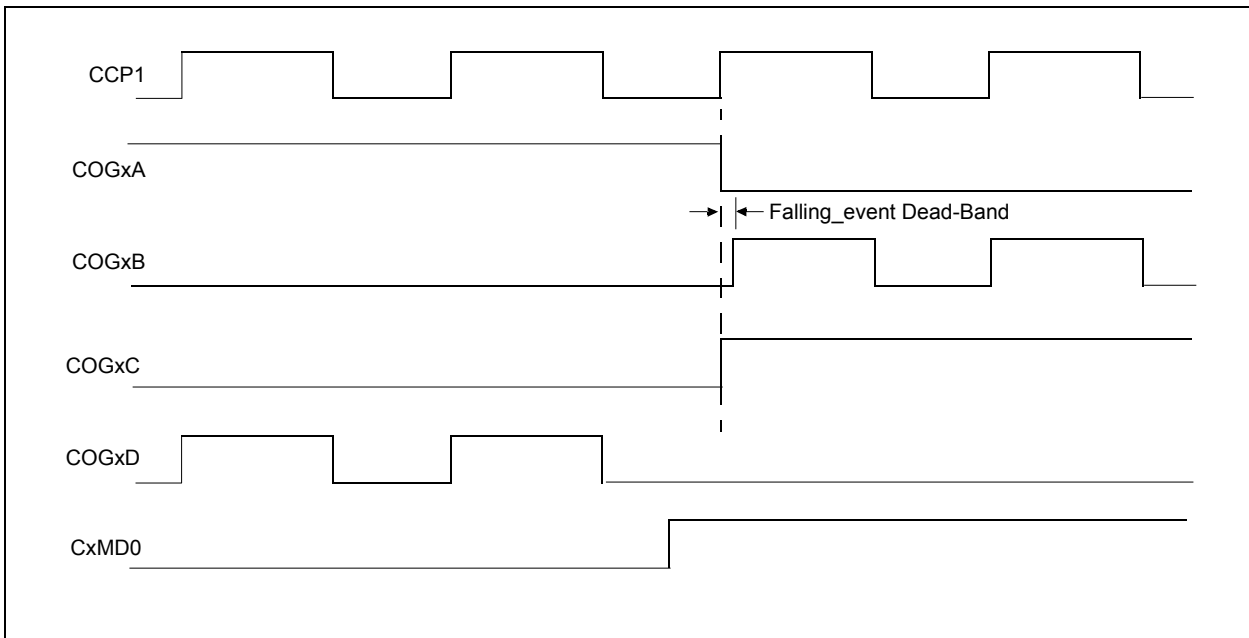 CCP1
COGxA
Falling_event Dead-Band
COGxB
COGxC
COGxD
CxMD0